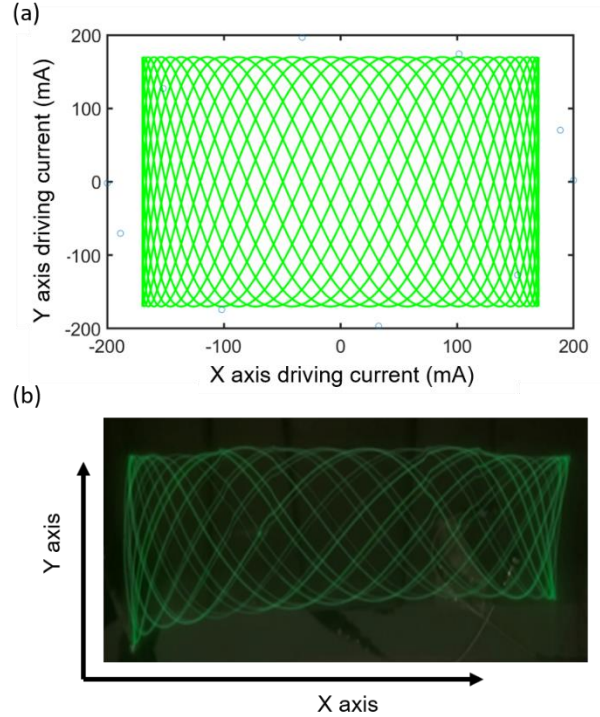 (a)
Y axis driving current (mA)
200
100
0
-100
-200
-200 -100 0 100 200
X axis driving current (mA)
(b)
Y axis
X axis